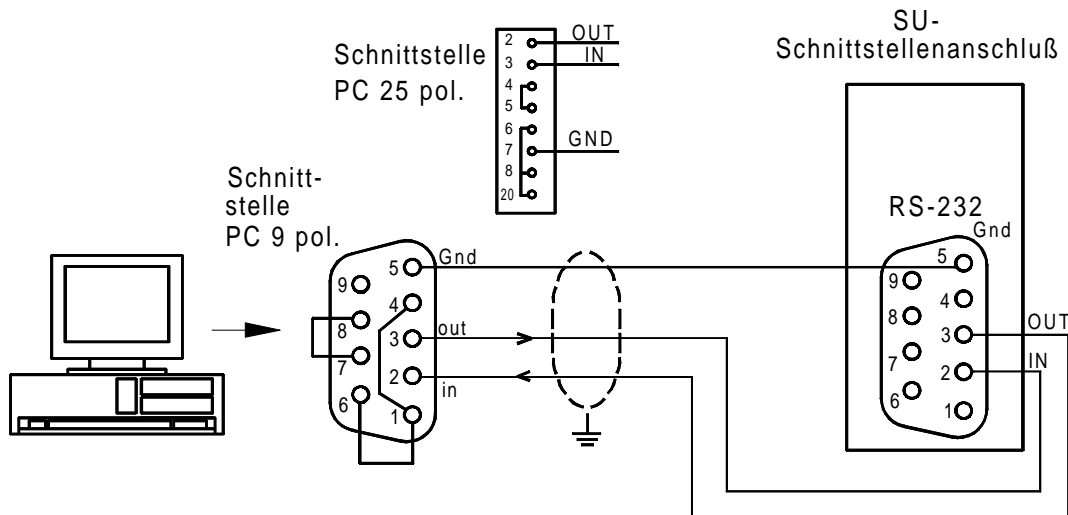 Schnittstelle
PC 25 pol.
2 OUT
3 IN
4
5
6
7 GND
8
20
SU-
Schnittstellenanschluß
Schnitt-
stelle
PC 9 pol.
5 Gnd
9
4
8
3 out
7
2 in
6
1
RS-232
Gnd
5
9
4
8
3 OUT
7
2 IN
6
1